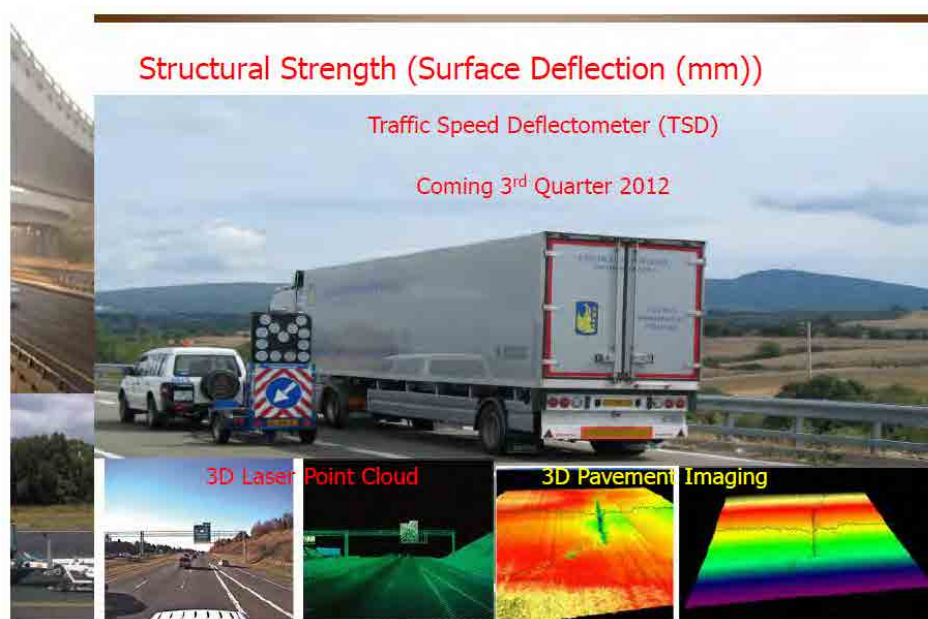 Structural Strength (Surface Deflection (mm))
Traffic Speed Deflectometer (TSD)
Coming 3rd Quarter 2012
3D Laser Point Cloud
3D Pavement Imaging